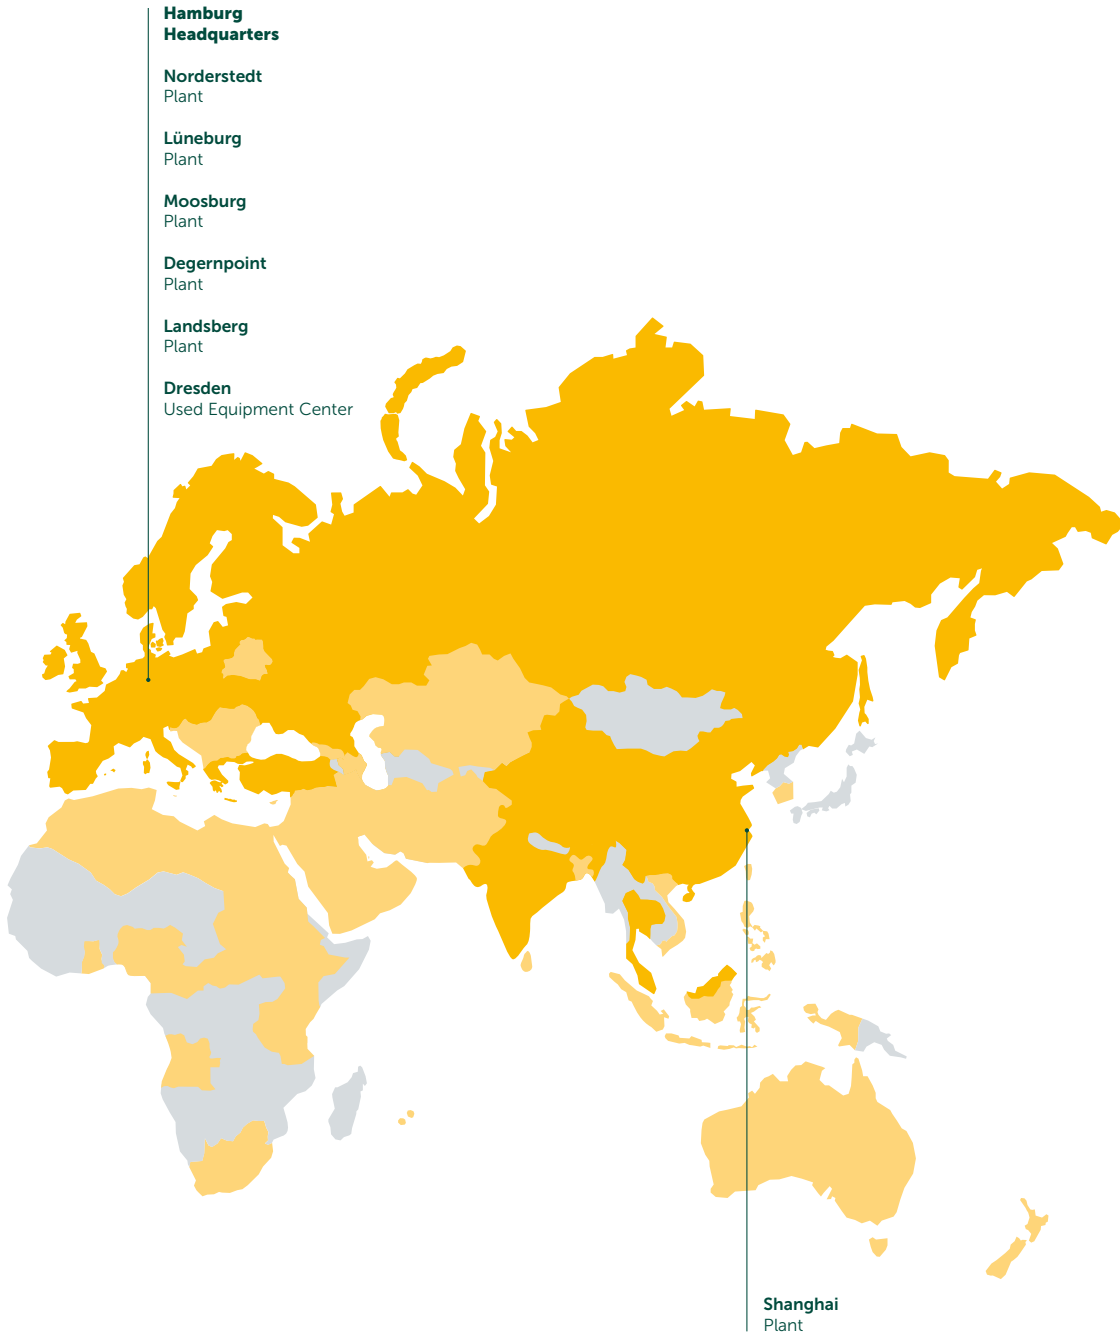 Hamburg
Headquarters
Norderstedt
Plant
Lüneburg
Plant
Moosburg
Plant
Degernpoint
Plant
Landsberg
Plant
Dresden
Used Equipment Center
Shanghai
Plant